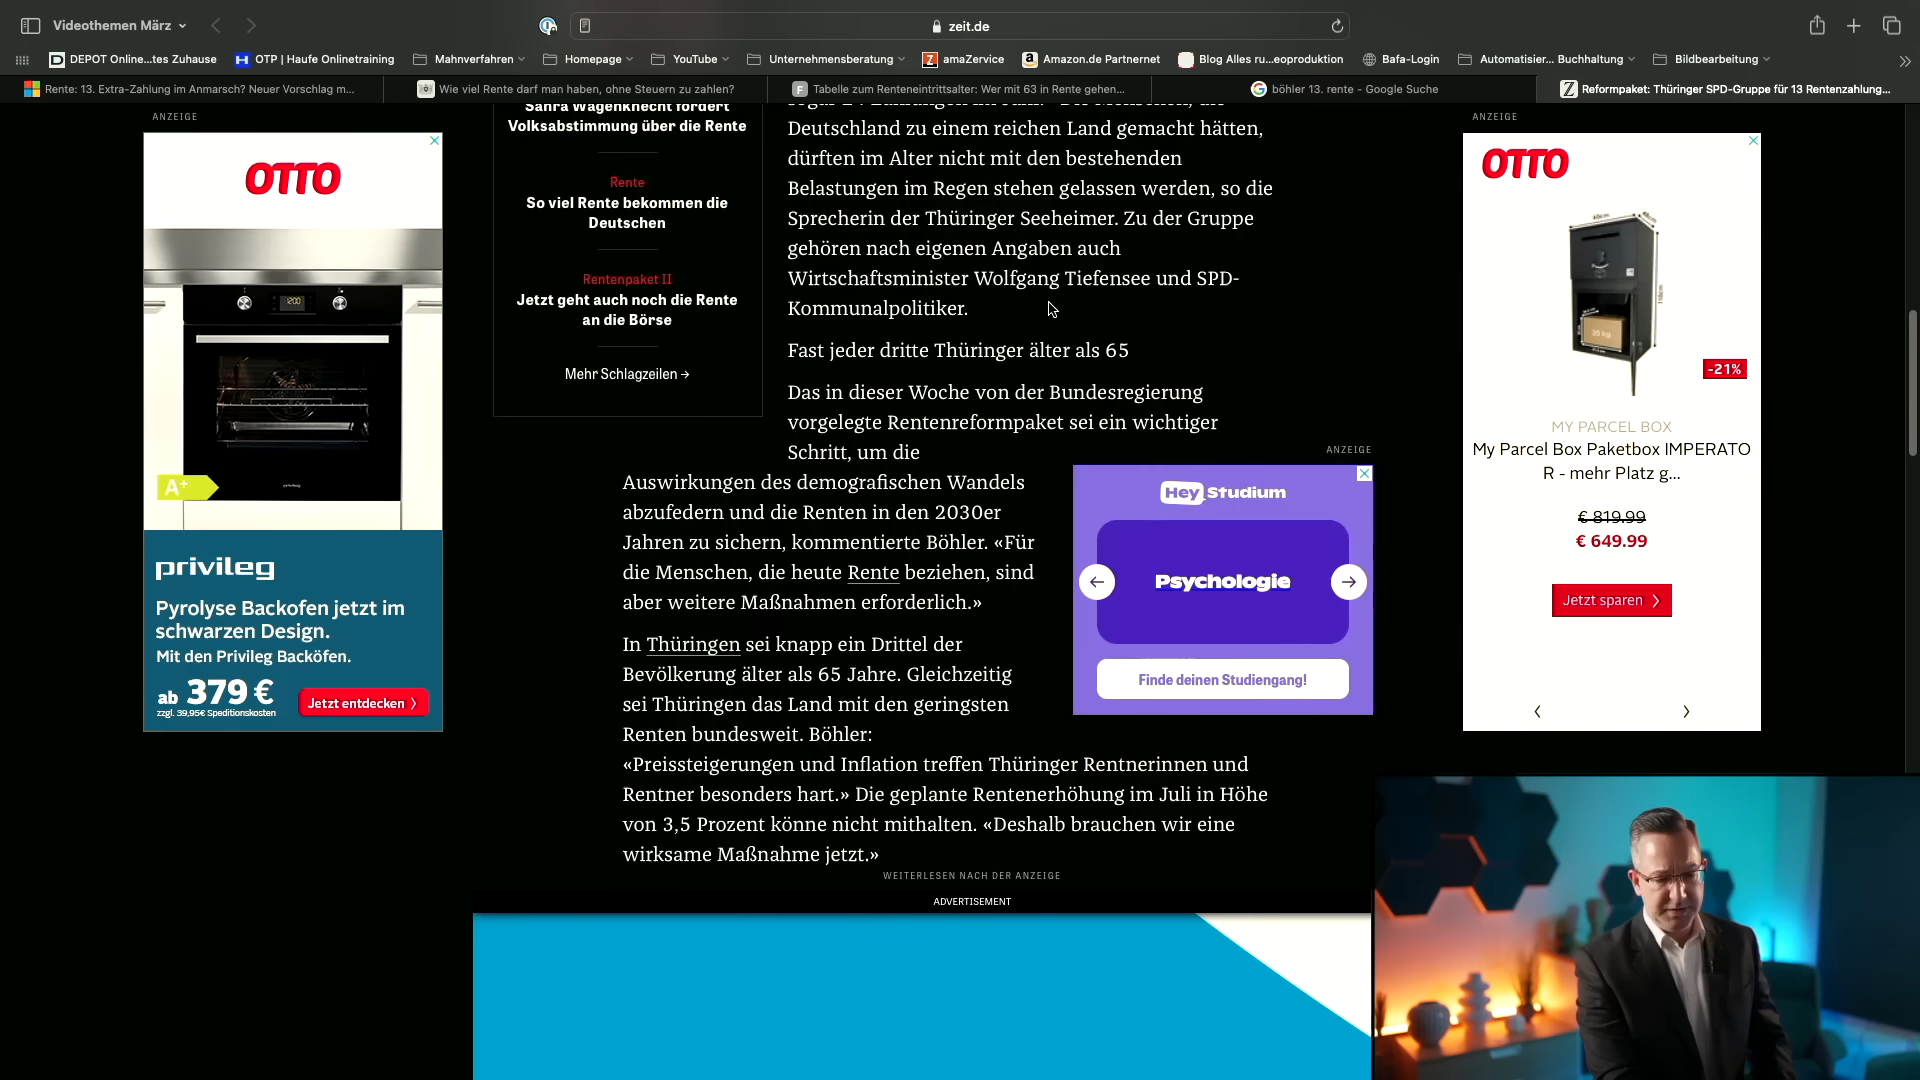 Videothemen März
zeit.de
DEPOT Online...tes Zuhause
OTP | Haufe Onlinetraining
Mahnverfahren
Homepage
YouTube
Unternehmensberatung
amaZervice
Amazon.de Partnernet
Blog Alles ru...eoproduktion
Bafa-Login
Automatisier... Buchhaltung
Bildbearbeitung
Rente: 13. Extra-Zahlung im Anmarsch? Neuer Vorschlag m...
Wie viel Rente darf man haben, ohne Steuern zu zahlen?
Tabelle zum Renteneintrittsalter: Wer mit 63 in Rente gehen...
böhler 13. rente - Google Suche
Reformpaket: Thüringer SPD-Gruppe für 13 Rentenzahlung...
ANZEIGE
OTTO
A+
privileg
Pyrolyse Backofen jetzt im
schwarzen Design.
Mit den Privileg Backöfen.
ab 379 €
zzgl. 39,95€ Speditionskosten
Jetzt entdecken
Sahra Wagenknecht fordert
Volksabstimmung über die Rente
Rente
So viel Rente bekommen die
Deutschen
Rentenpaket II
Jetzt geht auch noch die Rente
an die Börse
Mehr Schlagzeilen →
Deutschland zu einem reichen Land gemacht hätten,
dürften im Alter nicht mit den bestehenden
Belastungen im Regen stehen gelassen werden, so die
Sprecherin der Thüringer Seeheimer. Zu der Gruppe
gehören nach eigenen Angaben auch
Wirtschaftsminister Wolfgang Tiefensee und SPD-
Kommunalpolitiker.
Fast jeder dritte Thüringer älter als 65
Das in dieser Woche von der Bundesregierung
vorgelegte Rentenreformpaket sei ein wichtiger
Schritt, um die
Auswirkungen des demografischen Wandels
abzufedern und die Renten in den 2030er
Jahren zu sichern, kommentierte Böhler. «Für
die Menschen, die heute Rente beziehen, sind
aber weitere Maßnahmen erforderlich.»
In Thüringen sei knapp ein Drittel der
Bevölkerung älter als 65 Jahre. Gleichzeitig
sei Thüringen das Land mit den geringsten
Renten bundesweit. Böhler:
«Preissteigerungen und Inflation treffen Thüringer Rentnerinnen und
Rentner besonders hart.» Die geplante Rentenerhöhung im Juli in Höhe
von 3,5 Prozent könne nicht mithalten. «Deshalb brauchen wir eine
wirksame Maßnahme jetzt.»
ANZEIGE
Hey Studium
Psychologie
Finde deinen Studiengang!
WEITERLESEN NACH DER ANZEIGE
ADVERTISEMENT
ANZEIGE
OTTO
-21%
MY PARCEL BOX
My Parcel Box Paketbox IMPERATO
R - mehr Platz g...
€ 819.99
€ 649.99
Jetzt sparen